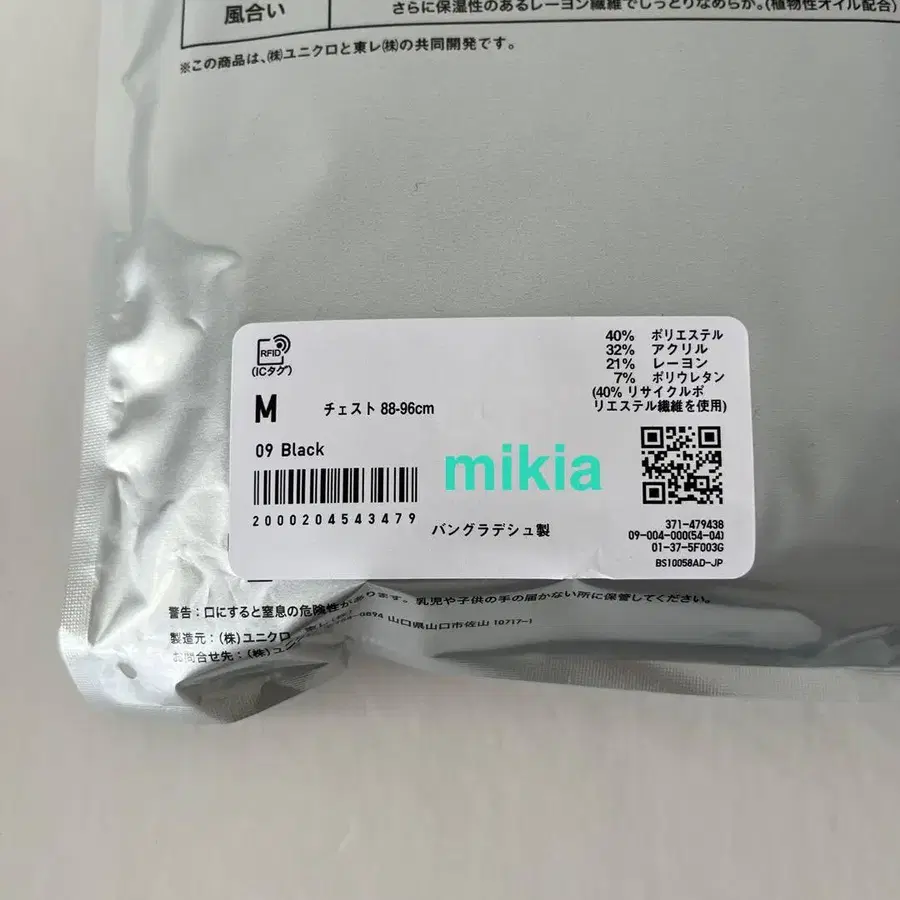 風合い
さらに保湿性のあるレーヨン繊維でしっとりなめらか。(植物性オイル配合)
※この商品は、㈱ユニクロと東レ㈱の共同開発です。
RFID
(ICタグ)
M
チェスト 88-96cm
09 Black
2000204543479
40% ポリエステル
32% アクリル
21% レーヨン
7% ポリウレタン
(40% リサイクルポ
リエステル繊維を使用)
mikia
バングラデシュ製
371-479438
09-004-000(54-04)
01-37-5F003G
BS10058AD-JP
警告：口にすると窒息の危険性があります。乳児や子供の手の届かない所に保管してください。
製造元：(株)ユニクロ 山口県山口市佐山 10717-1
お問合せ先：(株)ユニ